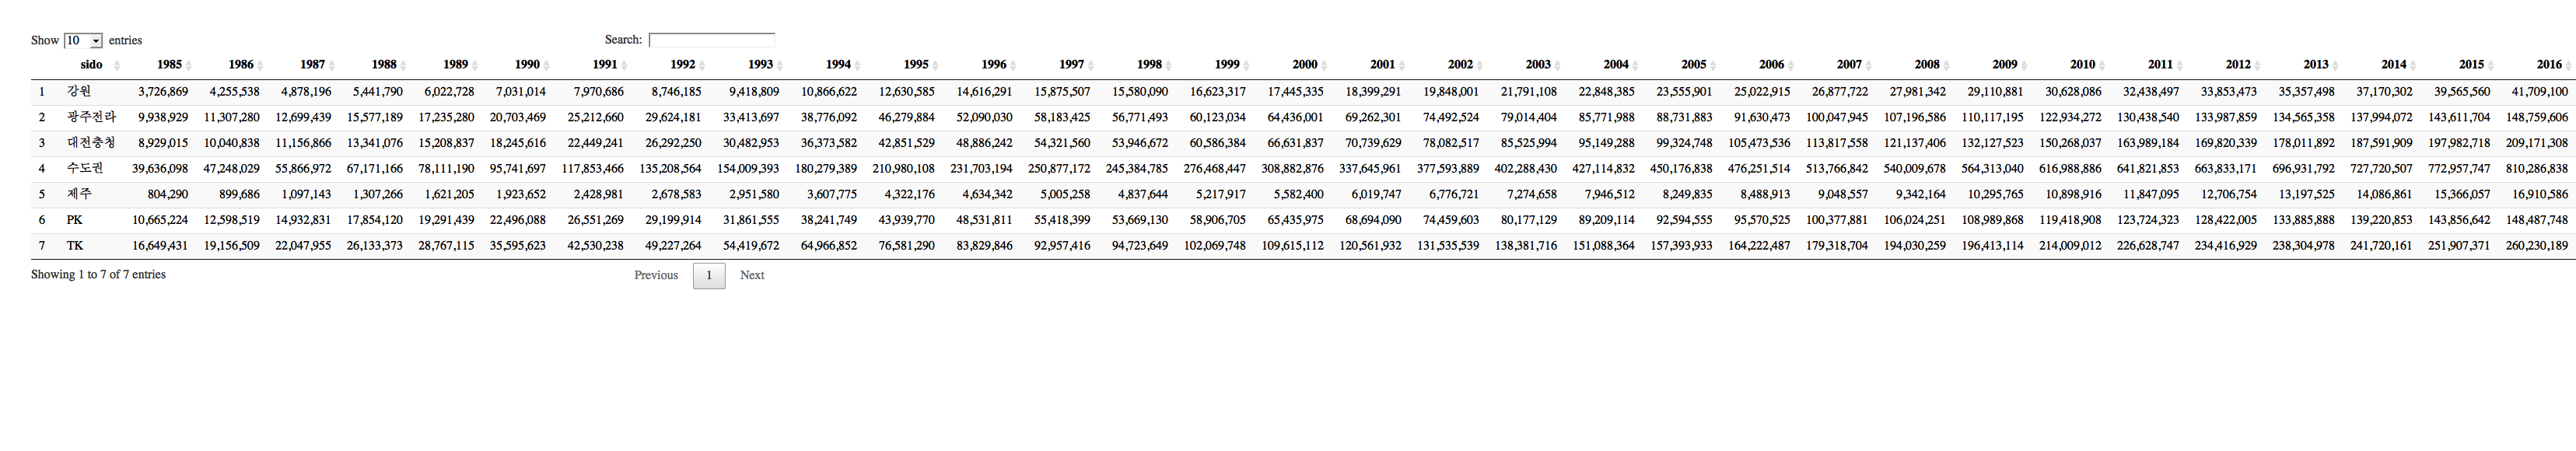 Show 10 entries Search:
sido 1985 1986 1987 1988 1989 1990 1991 1992 1993 1994 1995 1996 1997 1998 1999 2000 2001 2002 2003 2004 2005 2006 2007 2008 2009 2010 2011 2012 2013 2014 2015 2016
1 강원 3,726,869 4,255,538 4,878,196 5,441,790 6,022,728 7,031,014 7,970,686 8,746,185 9,418,809 10,866,622 12,630,585 14,616,291 15,875,507 15,580,090 16,623,317 17,445,335 18,399,291 19,848,001 21,791,108 22,848,385 23,555,901 25,022,915 26,877,722 27,981,342 29,110,881 30,628,086 32,438,497 33,853,473 35,357,498 37,170,302 39,565,560 41,709,100
2 광주전라 9,938,929 11,307,280 12,699,439 15,577,189 17,235,280 20,703,469 25,212,660 29,624,181 33,413,697 38,776,092 46,279,884 52,090,030 58,183,425 56,771,493 60,123,034 64,436,001 69,262,301 74,492,524 79,014,404 85,771,988 88,731,883 91,630,473 100,047,945 107,196,586 110,117,195 122,934,272 130,438,540 133,987,859 134,565,358 137,994,072 143,611,704 148,759,606
3 대전충청 8,929,015 10,040,838 11,156,866 13,341,076 15,208,837 18,245,616 22,449,241 26,292,250 30,482,953 36,373,582 42,851,529 48,886,242 54,321,560 53,946,672 60,586,384 66,631,837 70,739,629 78,082,517 85,525,994 95,149,288 99,324,748 105,473,536 113,817,558 121,137,406 132,127,523 150,268,037 163,989,184 169,820,339 178,011,892 187,591,909 197,982,718 209,171,308
4 수도권 39,636,098 47,248,029 55,866,972 67,171,166 78,111,190 95,741,697 117,853,466 135,208,564 154,009,393 180,279,389 210,980,108 231,703,194 250,877,172 245,384,785 276,468,447 308,882,876 337,645,961 377,593,889 402,288,430 427,114,832 450,176,838 476,251,514 513,766,842 540,009,678 564,313,040 616,988,886 641,821,853 663,833,171 696,931,792 727,720,507 772,957,747 810,286,838
5 제주 804,290 899,686 1,097,143 1,307,266 1,621,205 1,923,652 2,428,981 2,678,583 2,951,580 3,607,775 4,322,176 4,634,342 5,005,258 4,837,644 5,217,917 5,582,400 6,019,747 6,776,721 7,274,658 7,946,512 8,249,835 8,488,913 9,048,557 9,342,164 10,295,765 10,898,916 11,847,095 12,706,754 13,197,525 14,086,861 15,366,057 16,910,586
6 PK 10,665,224 12,598,519 14,932,831 17,854,120 19,291,439 22,496,088 26,551,269 29,199,914 31,861,555 38,241,749 43,939,770 48,531,811 55,418,399 53,669,130 58,906,705 65,435,975 68,694,090 74,459,603 80,177,129 89,209,114 92,594,555 95,570,525 100,377,881 106,024,251 108,989,868 119,418,908 123,724,323 128,422,005 133,885,888 139,220,853 143,856,642 148,487,748
7 TK 16,649,431 19,156,509 22,047,955 26,133,373 28,767,115 35,595,623 42,530,238 49,227,264 54,419,672 64,966,852 76,581,290 83,829,846 92,957,416 94,723,649 102,069,748 109,615,112 120,561,932 131,535,539 138,381,716 151,088,364 157,393,933 164,222,487 179,318,704 194,030,259 196,413,114 214,009,012 226,628,747 234,416,929 238,304,978 241,720,161 251,907,371 260,230,189
Showing 1 to 7 of 7 entries Previous 1 Next